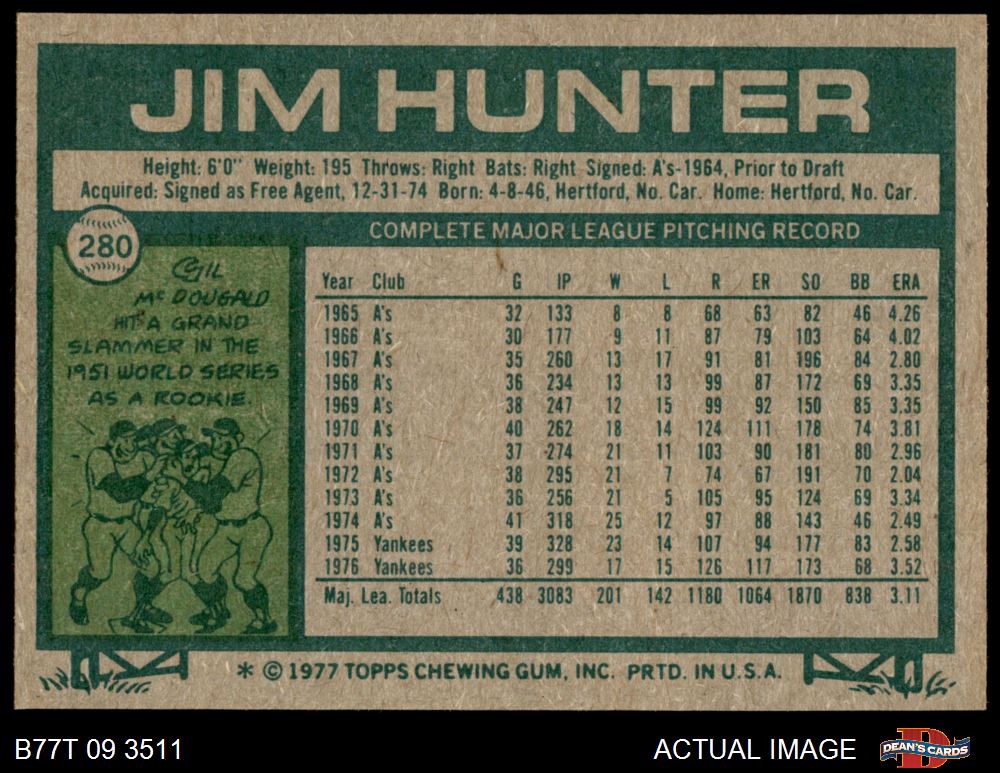 JIM HUNTER
Height: 6'0" Weight: 195 Throws: Right Bats: Right Signed: A's-1964, Prior to Draft
Acquired: Signed as Free Agent, 12-31-74 Born: 4-8-46, Hertford, No. Car. Home: Hertford, No. Car.
280
GIL
McDOUGALD
HIT A GRAND
SLAMMER IN THE
1951 WORLD SERIES
AS A ROOKIE.
COMPLETE MAJOR LEAGUE PITCHING RECORD
Year Club G IP W L R ER SO BB ERA
1965 A's 32 133 8 8 68 63 82 46 4.26
1966 A's 30 177 9 11 87 79 103 64 4.02
1967 A's 35 260 13 17 91 81 196 84 2.80
1968 A's 36 234 13 13 99 87 172 69 3.35
1969 A's 38 247 12 15 99 92 150 85 3.35
1970 A's 40 262 18 14 124 111 178 74 3.81
1971 A's 37 274 21 11 103 90 181 80 2.96
1972 A's 38 295 21 7 74 67 191 70 2.04
1973 A's 36 256 21 5 105 95 124 69 3.34
1974 A's 41 318 25 12 97 88 143 46 2.49
1975 Yankees 39 328 23 14 107 94 177 83 2.58
1976 Yankees 36 299 17 15 126 117 173 68 3.52
Maj. Lea. Totals 438 3083 201 142 1180 1064 1870 838 3.11
* © 1977 TOPPS CHEWING GUM, INC. PRTD. IN U.S.A.
B77T 09 3511
ACTUAL IMAGE
DEAN'S CARDS